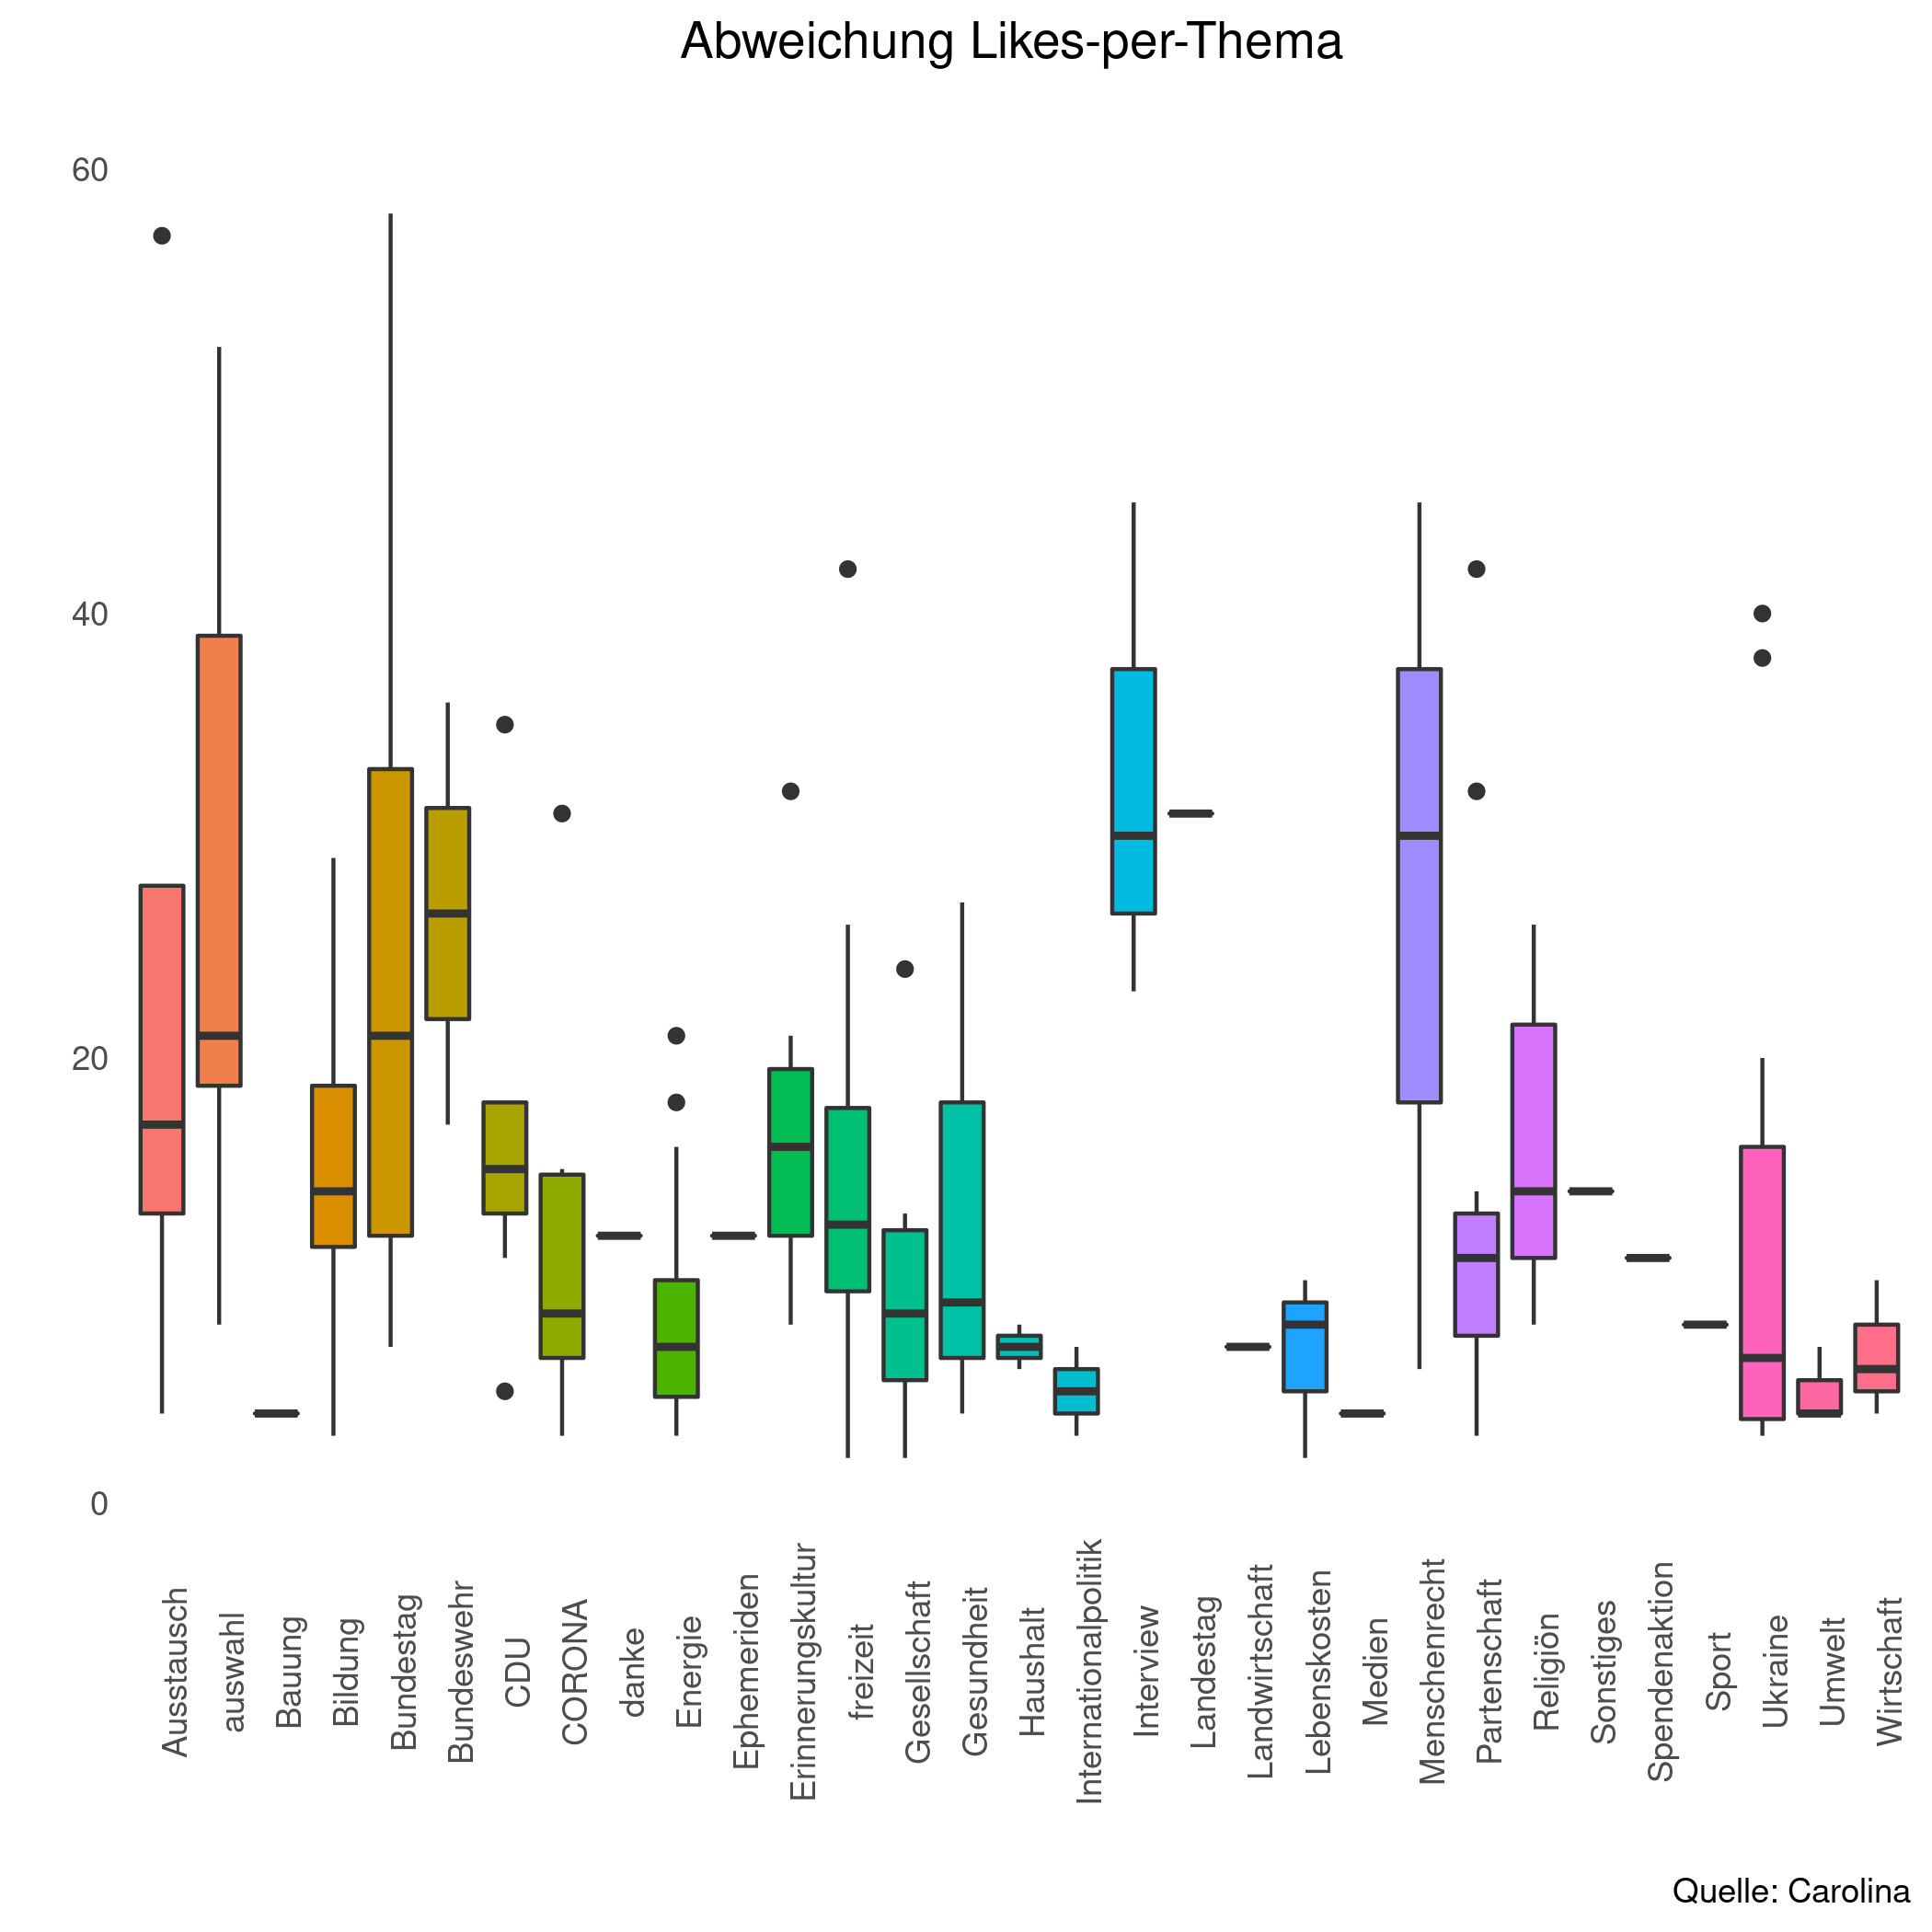 Abweichung Likes-per-Thema
60
40
20
0
Ausstausch
auswahl
Bauung
Bildung
Bundestag
Bundeswehr
CDU
CORONA
danke
Energie
Ephemeriden
Erinnerungskultur
freizeit
Gesellschaft
Gesundheit
Haushalt
Internationalpolitik
Interview
Landestag
Landwirtschaft
Lebenskosten
Medien
Menschenrecht
Partenschaft
Religiön
Sonstiges
Spendenaktion
Sport
Ukraine
Umwelt
Wirtschaft
Quelle: Carolina